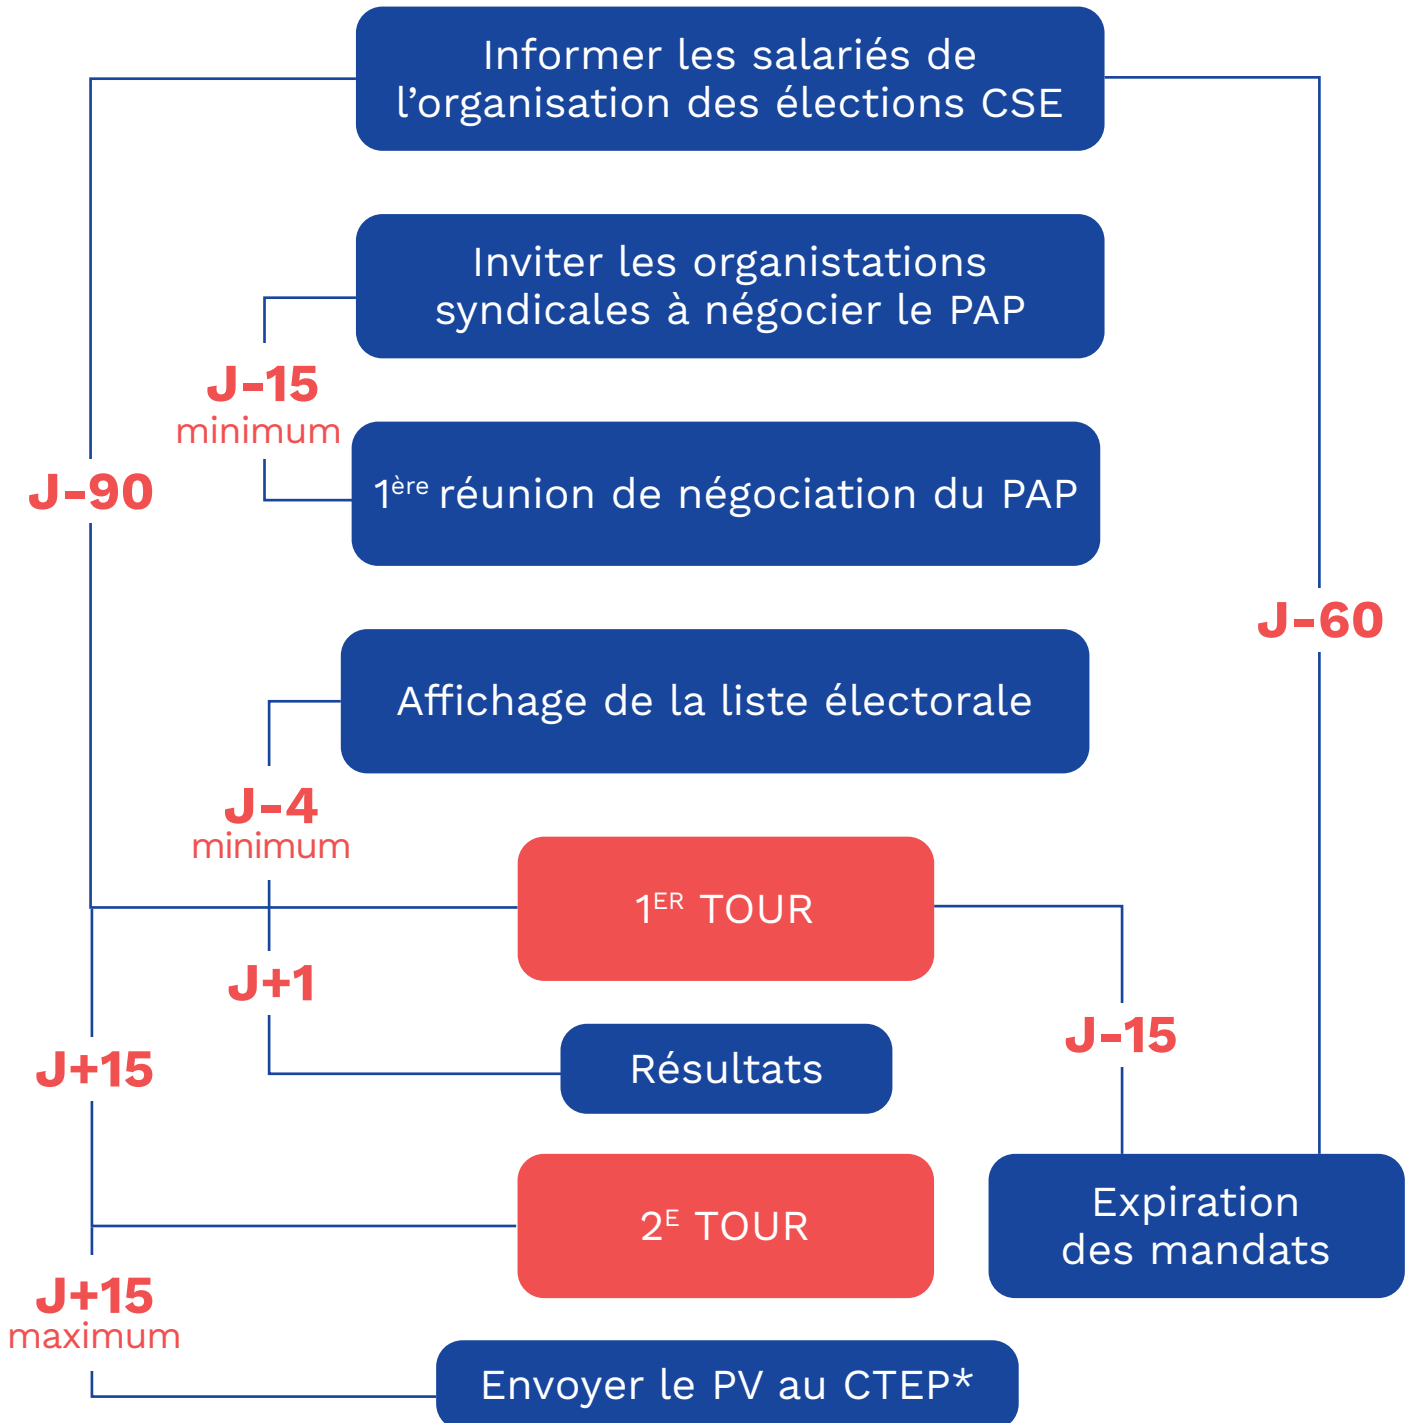 Informer les salariés de
l'organisation des élections CSE
Inviter les organistations
syndicales à négocier le PAP
J-15
minimum
J-90
1ère réunion de négociation du PAP
J-60
Affichage de la liste électorale
J-4
minimum
1ER TOUR
J+1
J-15
J+15
Résultats
2E TOUR
Expiration
des mandats
J+15
maximum
Envoyer le PV au CTEP*